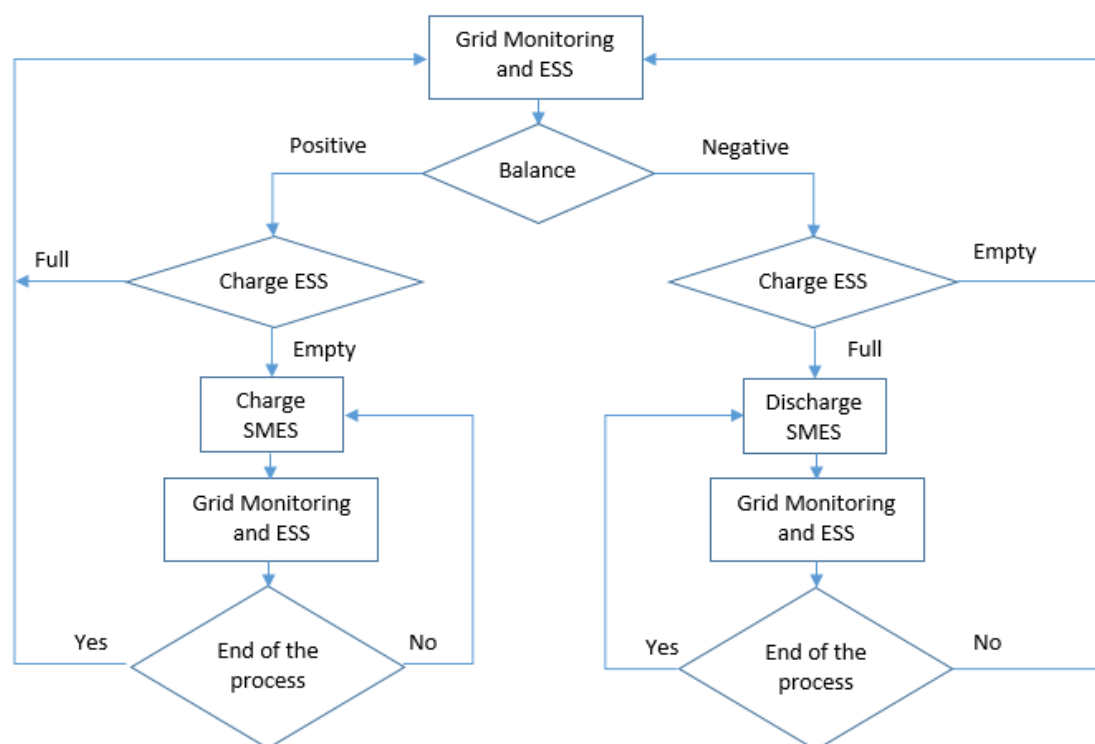 Grid Monitoring
and ESS
Positive
Negative
Balance
Full
Charge ESS
Charge ESS
Empty
Empty
Full
Charge
SMES
Discharge
SMES
Grid Monitoring
and ESS
Grid Monitoring
and ESS
Yes
End of the
process
No
Yes
End of the
process
No